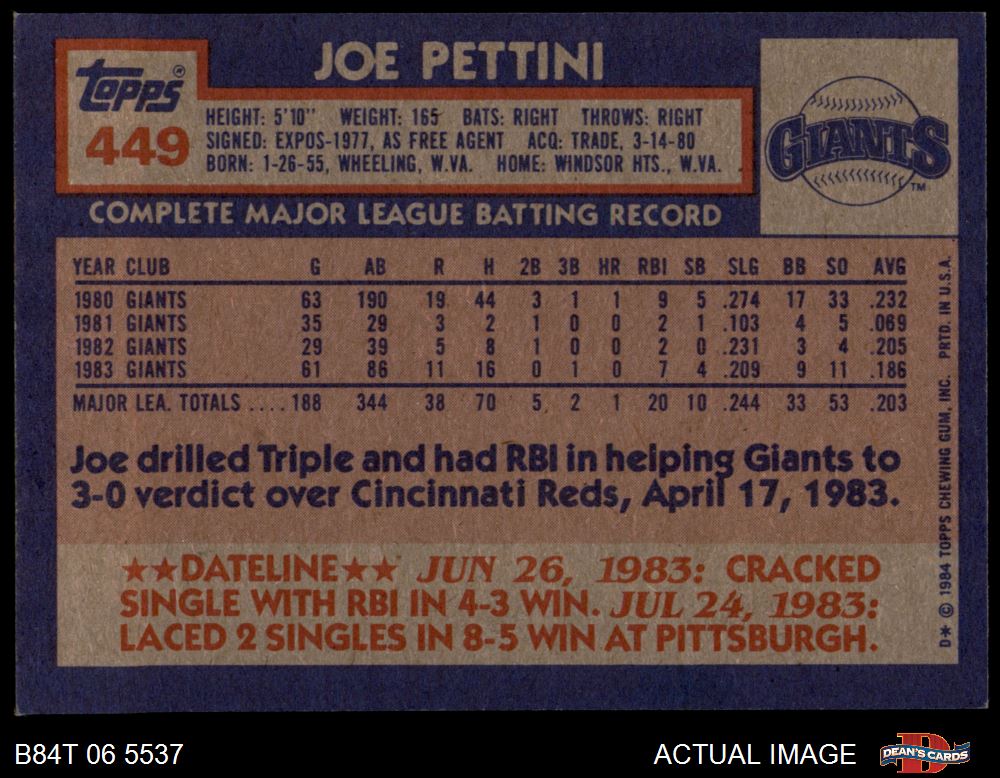 JOE PETTINI
Topps®
449
HEIGHT: 5'10" WEIGHT: 165 BATS: RIGHT THROWS: RIGHT
SIGNED: EXPOS-1977, AS FREE AGENT ACQ: TRADE, 3-14-80
BORN: 1-26-55, WHEELING, W.VA. HOME: WINDSOR HTS., W.VA.
GIANTS
TM
COMPLETE MAJOR LEAGUE BATTING RECORD
YEAR CLUB G AB R H 2B 3B HR RBI SB SLG BB SO AVG
1980 GIANTS 63 190 19 44 3 1 1 9 5 .274 17 33 .232
1981 GIANTS 35 29 3 2 1 0 0 2 1 .103 4 5 .069
1982 GIANTS 29 39 5 8 1 0 0 2 0 .231 3 4 .205
1983 GIANTS 61 86 11 16 0 1 0 7 4 .209 9 11 .186
MAJOR LEA. TOTALS ....188 344 38 70 5 2 1 20 10 .244 33 53 .203
Joe drilled Triple and had RBI in helping Giants to
3-0 verdict over Cincinnati Reds, April 17, 1983.
★★DATELINE★★ JUN 26, 1983: CRACKED
SINGLE WITH RBI IN 4-3 WIN. JUL 24, 1983:
LACED 2 SINGLES IN 8-5 WIN AT PITTSBURGH.
D* © 1984 TOPPS CHEWING GUM, INC. PRTD. IN U.S.A.
B84T 06 5537
ACTUAL IMAGE
DEAN'S CARDS